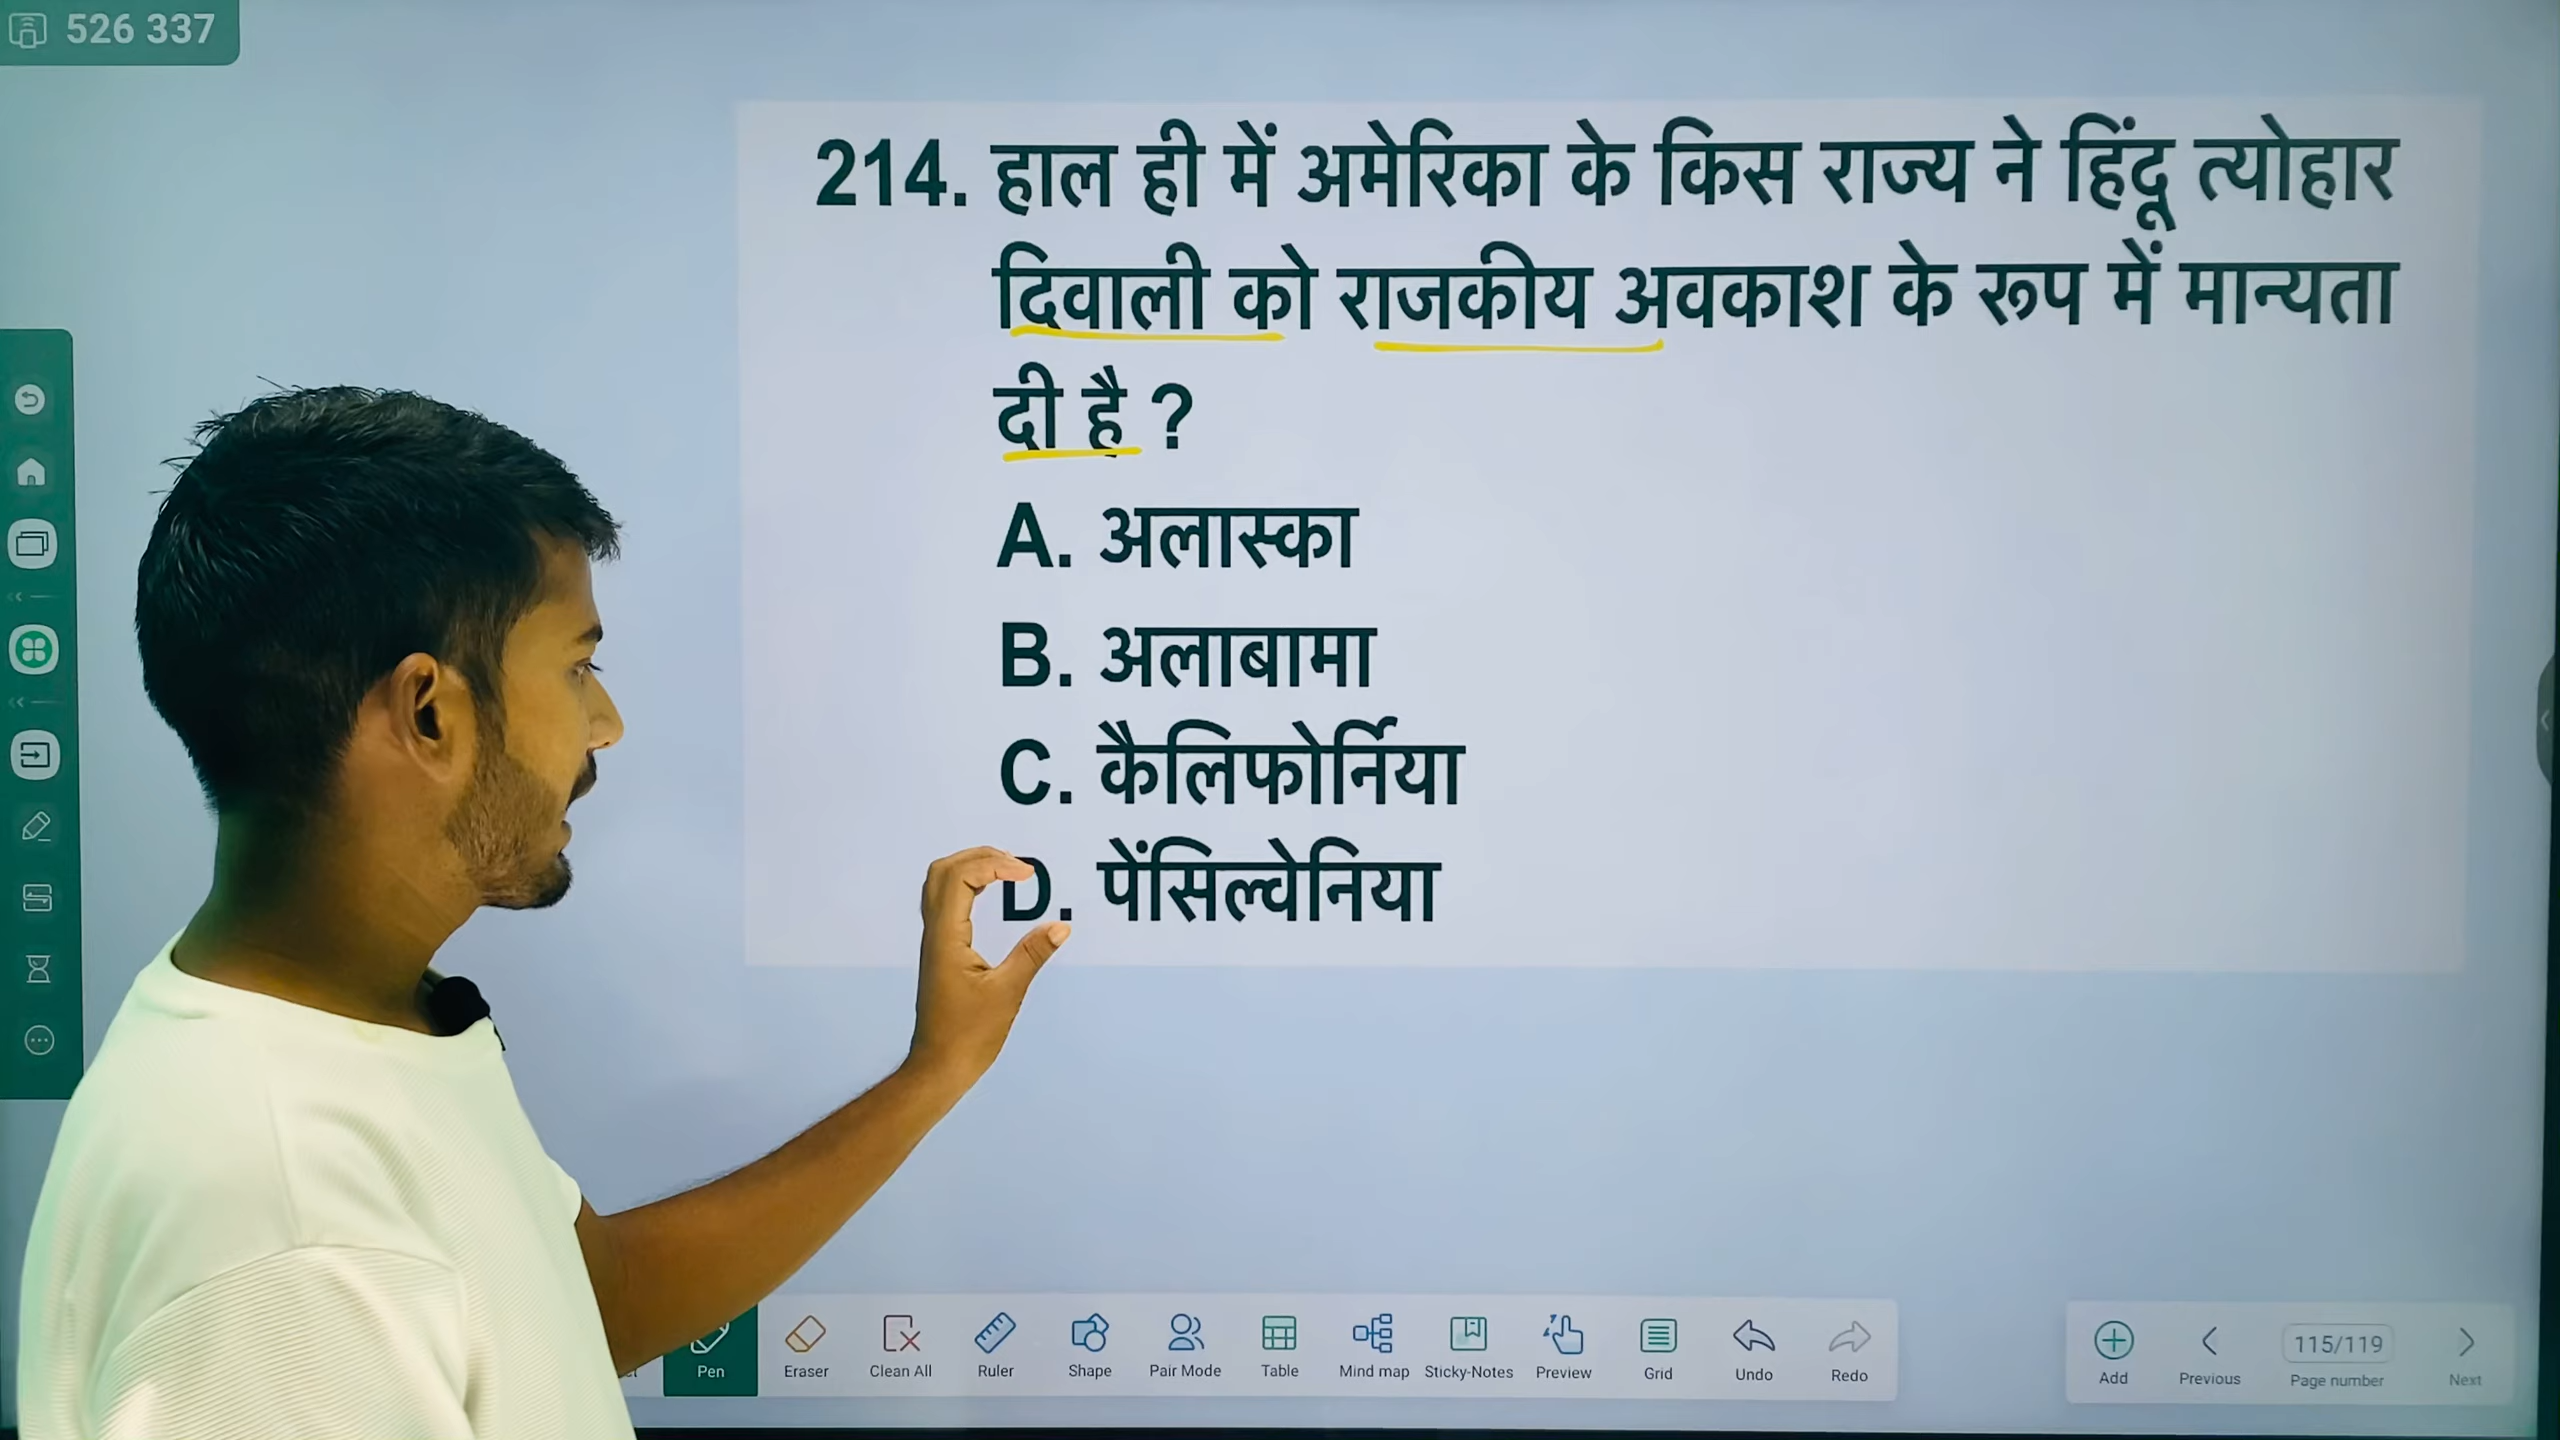 526 337
214. हाल ही में अमेरिका के किस राज्य ने हिंदू त्योहार
दिवाली को राजकीय अवकाश के रूप में मान्यता
दी है ?
A. अलास्का
B. अलाबामा
C. कैलिफोर्निया
D. पेंसिल्वेनिया
Pen Eraser Clean All Ruler Shape Pair Mode Table Mind map Sticky-Notes Preview Grid Undo Redo
115/119
Add Previous Page number Next